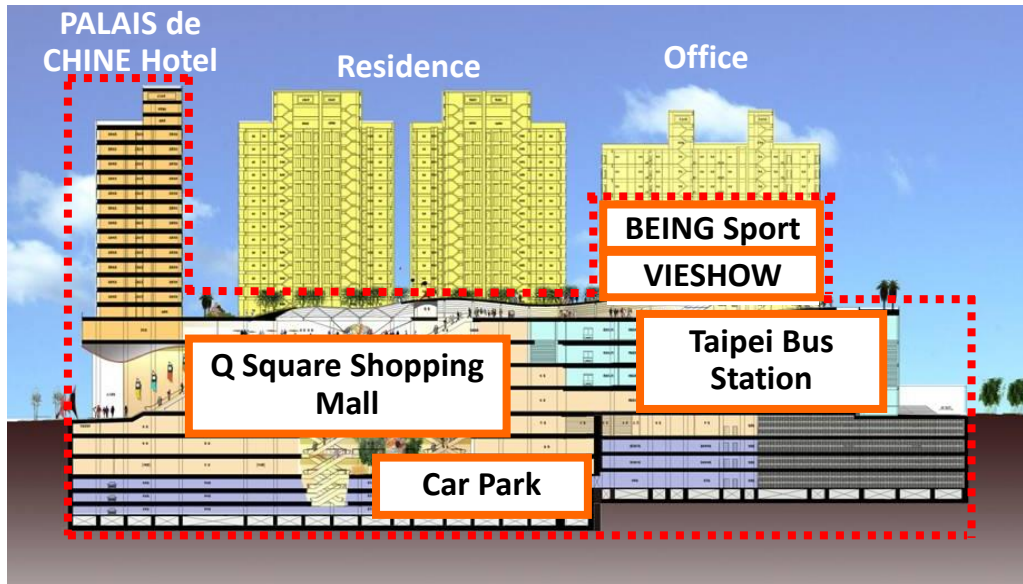 PALAIS de
CHINE Hotel
Residence
Office
BEING Sport
VIESHOW
Q Square Shopping
Mall
Taipei Bus
Station
Car Park